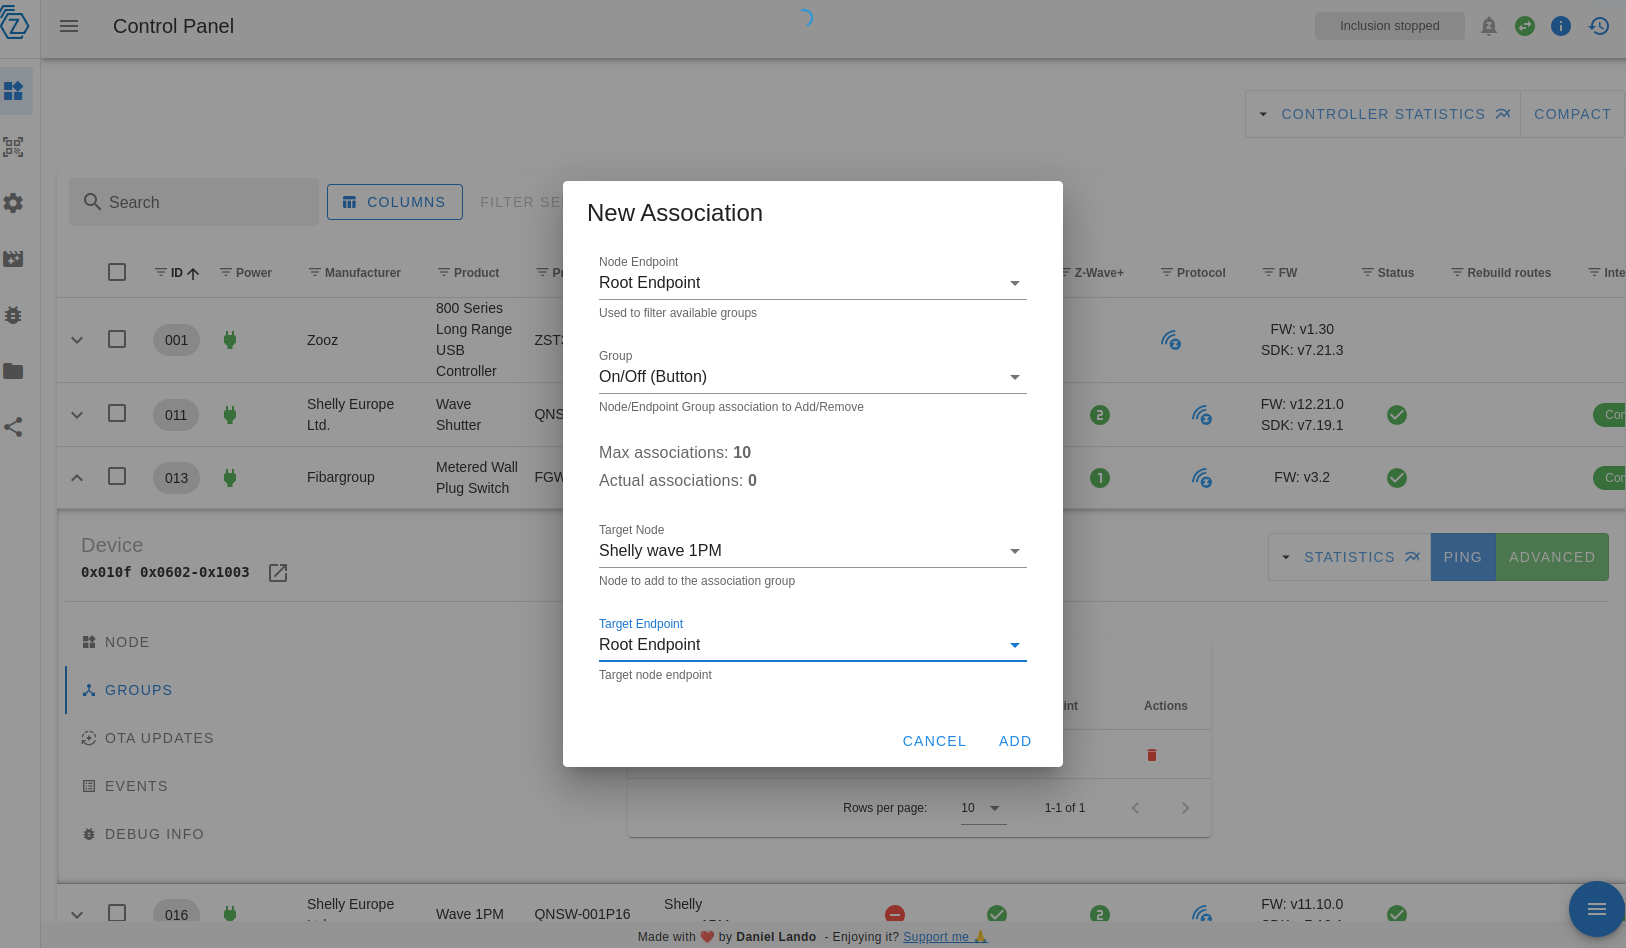 Control Panel
Inclusion stopped
CONTROLLER STATISTICS
COMPACT
Search
COLUMNS
FILTER SE
New Association
Node Endpoint
Root Endpoint
Used to filter available groups
Group
On/Off (Button)
Node/Endpoint Group association to Add/Remove
Max associations: 10
Actual associations: 0
Target Node
Shelly wave 1PM
Node to add to the association group
Target Endpoint
Root Endpoint
Target node endpoint
CANCEL
ADD
ID Power Manufacturer Product Z-Wave+ Protocol FW Status Rebuild routes Inte
001 Zooz 800 Series Long Range USB Controller ZST FW: v1.30 SDK: v7.21.3
011 Shelly Europe Ltd. Wave Shutter QNS 2 FW: v12.21.0 SDK: v7.19.1 Con
013 Fibargroup Metered Wall Plug Switch FGW 1 FW: v3.2 Con
Device
0x010f 0x0602-0x1003
STATISTICS
PING
ADVANCED
NODE
GROUPS
OTA UPDATES
EVENTS
DEBUG INFO
int
Actions
Rows per page: 10 1-1 of 1
016 Shelly Europe Wave 1PM QNSW-001P16 Shelly 2 FW: v11.10.0
Made with ❤️ by Daniel Lando - Enjoying it? Support me 🙏